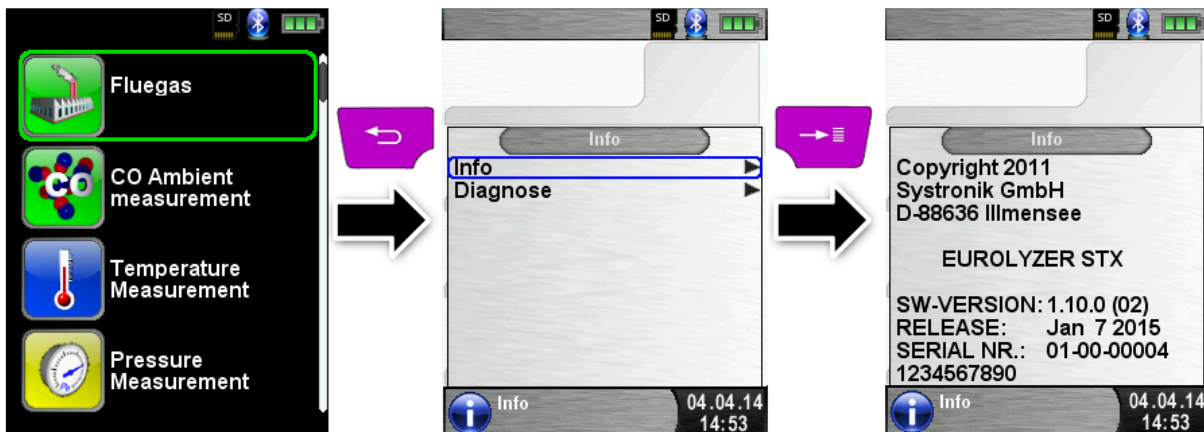 SD
Fluegas
CO
CO Ambient
measurement
Temperature
Measurement
Pressure
Measurement
SD
Info
Info
Diagnose
Info
04.04.14
14:53
SD
Info
Copyright 2011
Systronik GmbH
D-88636 Illmensee
EUROLYZER STX
SW-VERSION: 1.10.0 (02)
RELEASE: Jan 7 2015
SERIAL NR.: 01-00-00004
1234567890
Info
04.04.14
14:53